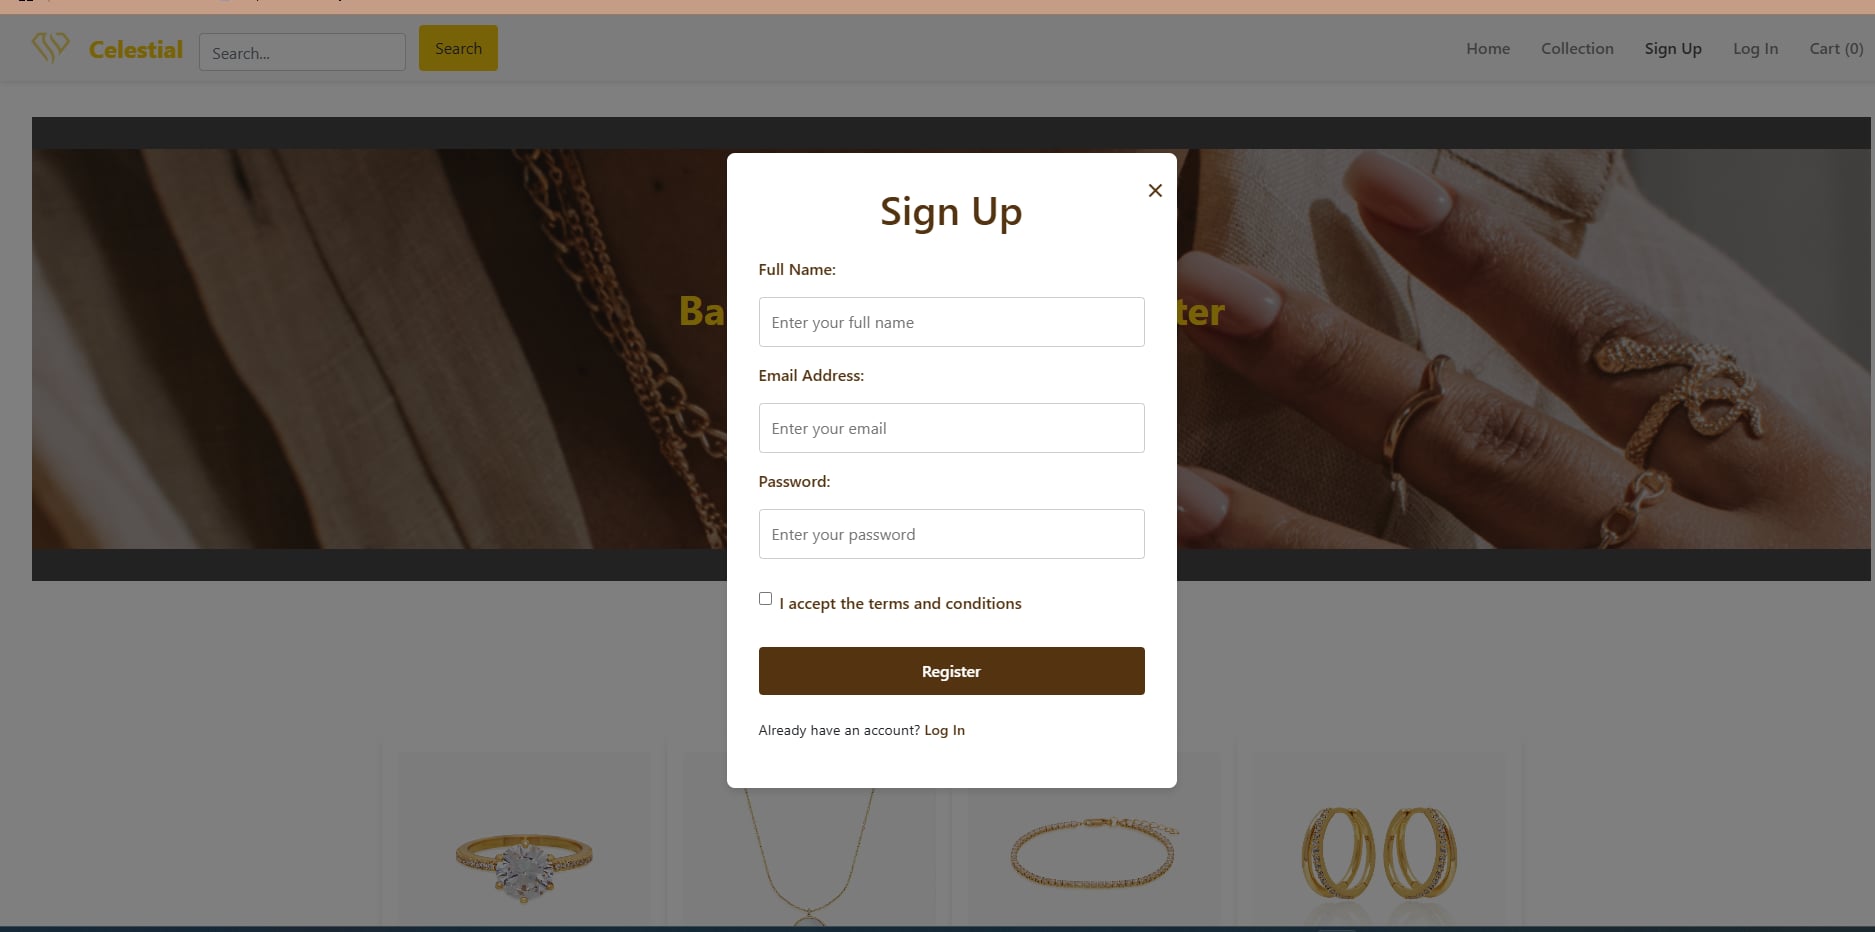 Celestial
Search...
Search
Home
Collection
Sign Up
Log In
Cart (0)
Sign Up
Full Name:
Enter your full name
Email Address:
Enter your email
Password:
Enter your password
I accept the terms and conditions
Register
Already have an account? Log In